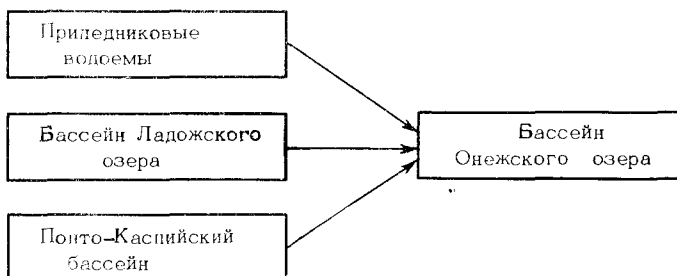 Приледниковые
водоемы
Бассейн Ладожского
озера
Бассейн
Онежского озера
Понто-Каспийский
бассейн